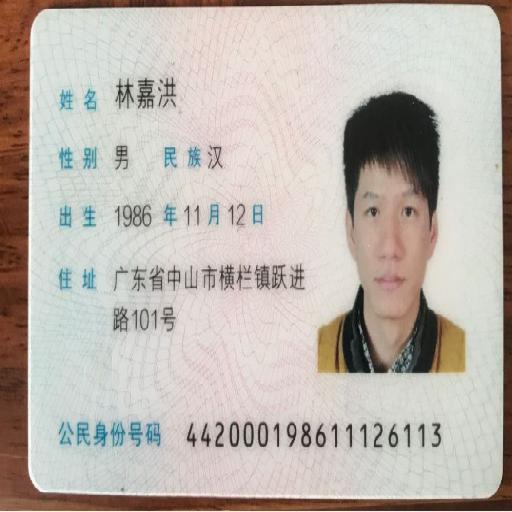 姓名 林嘉洪
性别 男 民族 汉
出生 1986 年 11 月 12 日
住址 广东省中山市横栏镇跃进
路101号
公民身份号码 442000198611126113